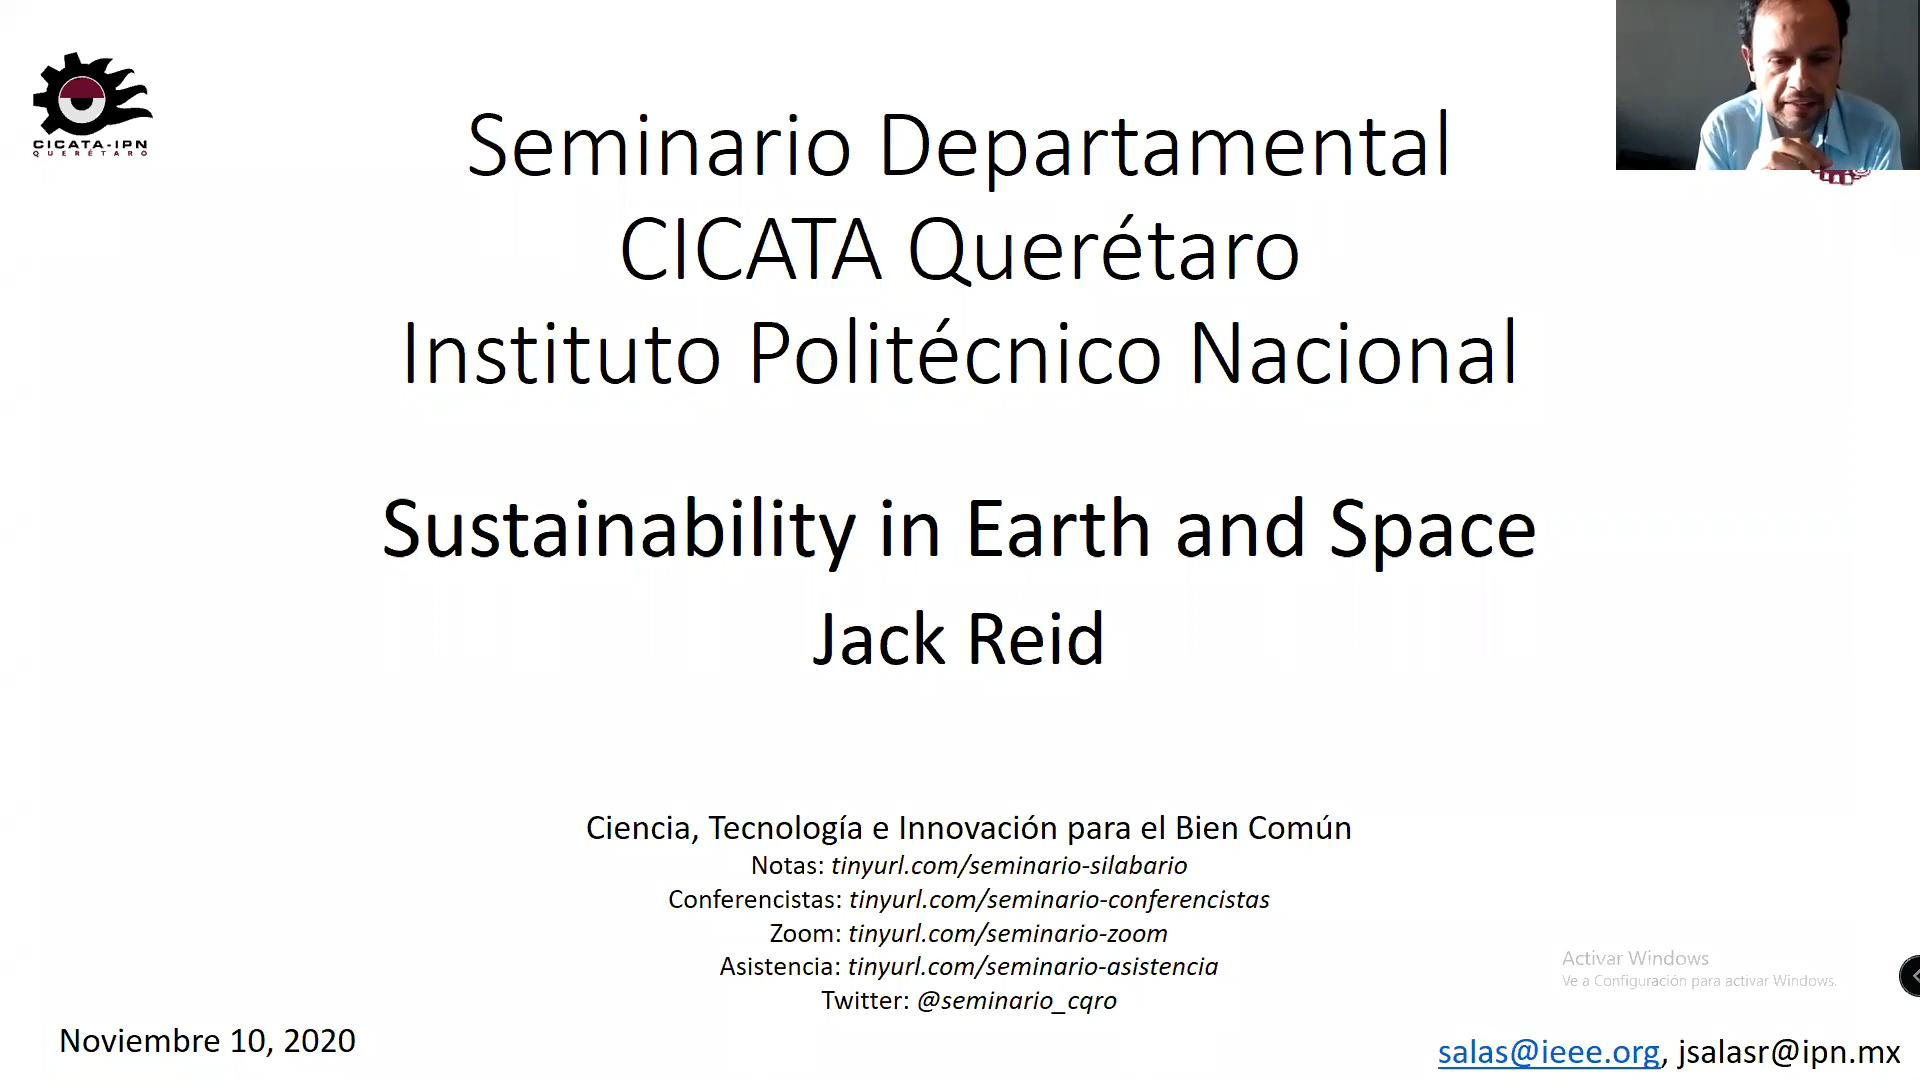 CICATA-IPN
QUERÉTARO
Seminario Departamental
CICATA Querétaro
Instituto Politécnico Nacional
Sustainability in Earth and Space
Jack Reid
Ciencia, Tecnología e Innovación para el Bien Común
Notas: tinyurl.com/seminario-silabario
Conferencistas: tinyurl.com/seminario-conferencistas
Zoom: tinyurl.com/seminario-zoom
Asistencia: tinyurl.com/seminario-asistencia
Twitter: @seminario_cqro
Activar Windows
Ve a Configuración para activar Windows.
Noviembre 10, 2020
salas@ieee.org, jsalasr@ipn.mx